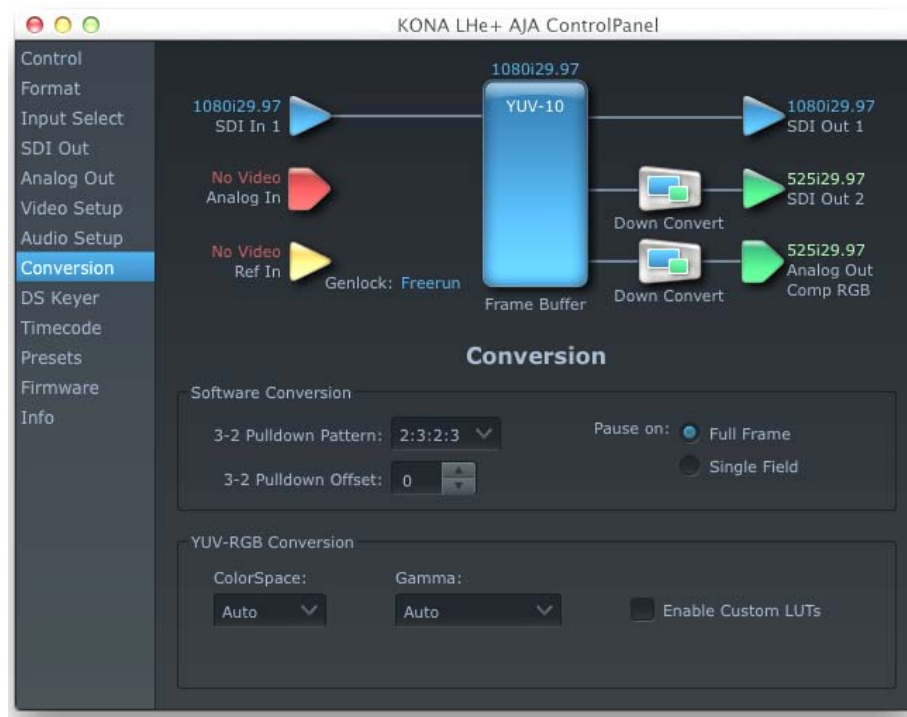 KONA LHe+ AJA ControlPanel
Control
Format
Input Select
SDI Out
Analog Out
Video Setup
Audio Setup
Conversion
DS Keyer
Timecode
Presets
Firmware
Info
1080i29.97
YUV-10
Frame Buffer
1080i29.97
SDI In 1
No Video
Analog In
No Video
Ref In
Genlock: Freerun
1080i29.97
SDI Out 1
Down Convert
525i29.97
SDI Out 2
Down Convert
525i29.97
Analog Out
Comp RGB
Conversion
Software Conversion
3-2 Pulldown Pattern: 2:3:2:3
3-2 Pulldown Offset: 0
Pause on: Full Frame
Single Field
YUV-RGB Conversion
ColorSpace:
Auto
Gamma:
Auto
Enable Custom LUTs